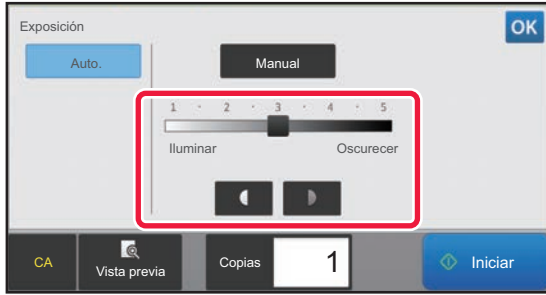 Exposición
OK
Auto.
Manual
1 · 2 · 3 · 4 · 5
Iluminar Oscurecer
CA
Vista previa
Copias
1
Iniciar